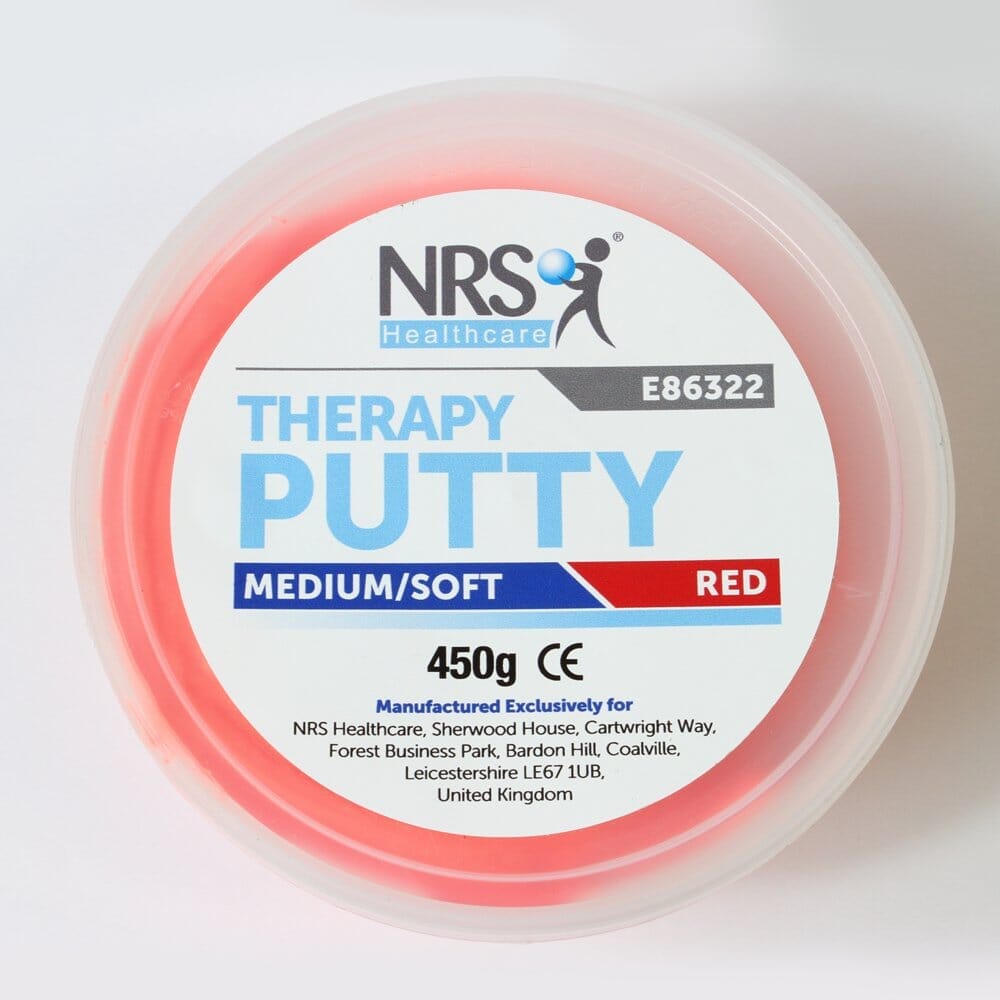 NRS®
Healthcare
E86322
THERAPY
PUTTY
MEDIUM/SOFT RED
450g CE
Manufactured Exclusively for
NRS Healthcare, Sherwood House, Cartwright Way,
Forest Business Park, Bardon Hill, Coalville,
Leicestershire LE67 1UB,
United Kingdom